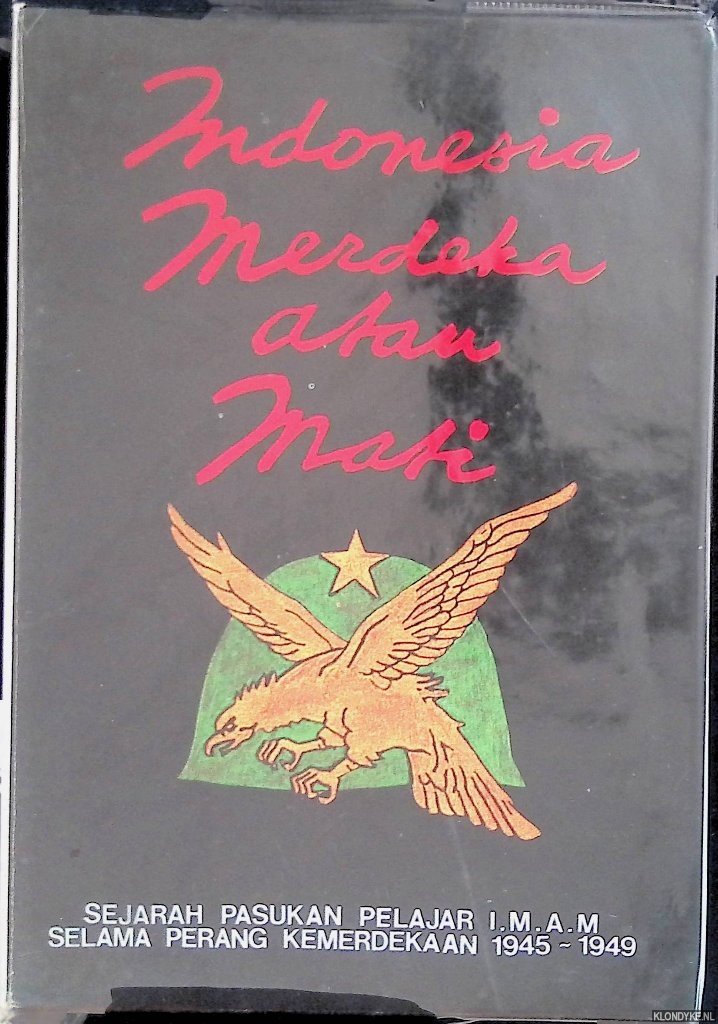 Indonesia
Merdeka
atau
Mati
SEJARAH PASUKAN PELAJAR I.M.A.M
SELAMA PERANG KEMERDEKAAN 1945 ~ 1949
KLONDYKE.NL